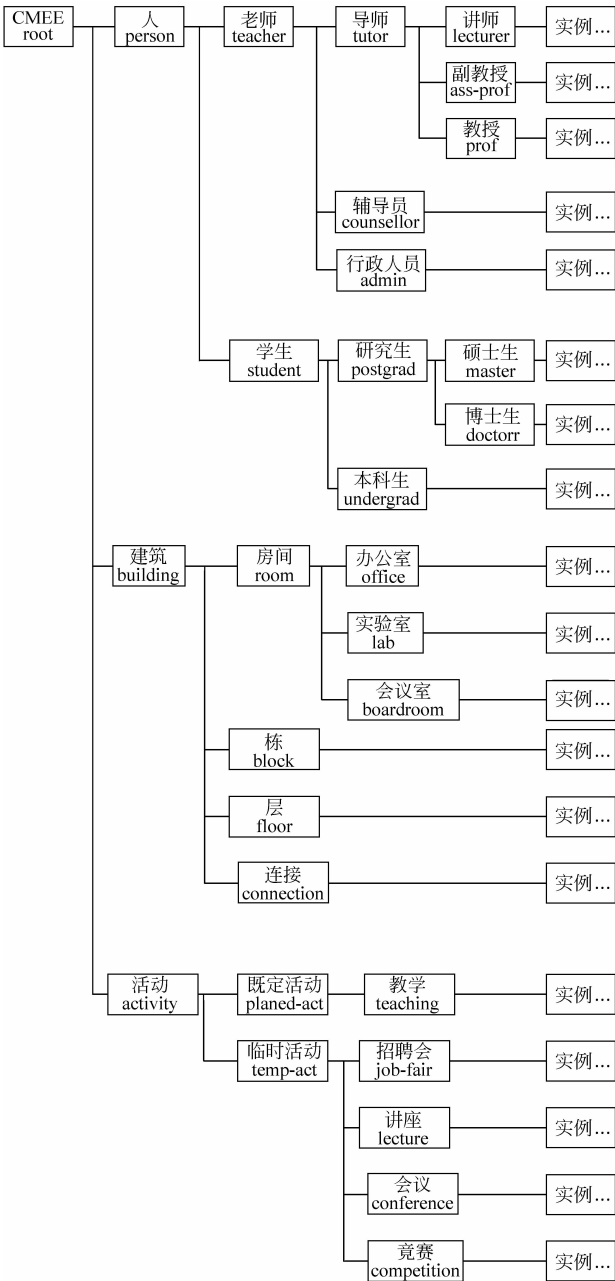 CMEE
root
人
person
老师
teacher
导师
tutor
讲师
lecturer
实例...
副教授
ass-prof
实例...
教授
prof
实例...
辅导员
counsellor
实例...
行政人员
admin
实例...
学生
student
研究生
postgrad
硕士生
master
实例...
博士生
doctorr
实例...
本科生
undergrad
实例...
建筑
building
房间
room
办公室
office
实例...
实验室
lab
实例...
会议室
boardroom
实例...
栋
block
实例...
层
floor
实例...
连接
connection
实例...
活动
activity
既定活动
planed-act
教学
teaching
实例...
临时活动
temp-act
招聘会
job-fair
实例...
讲座
lecture
实例...
会议
conference
实例...
竟赛
competition
实例...